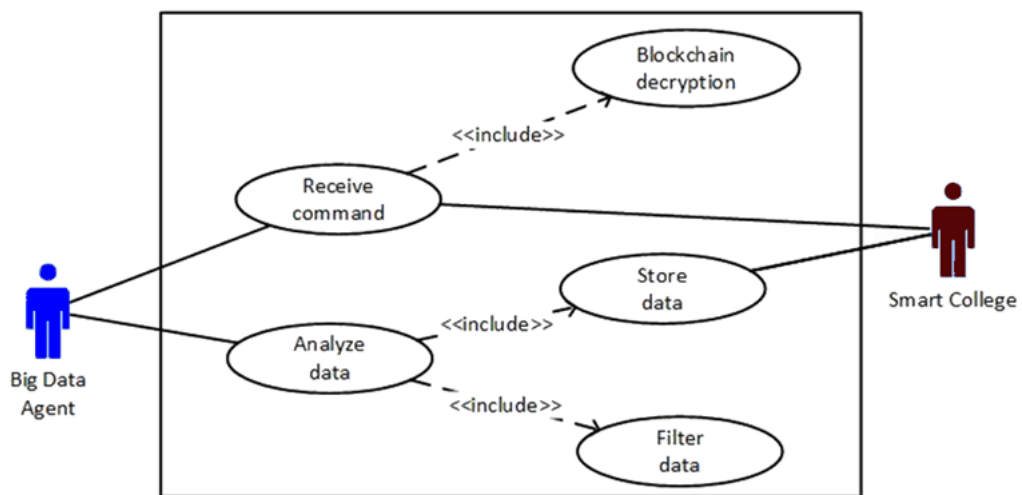 Blockchain
decryption
<<include>>
Receive
command
Store
data
Smart College
<<include>>
Analyze
data
Big Data
Agent
<<include>>
Filter
data